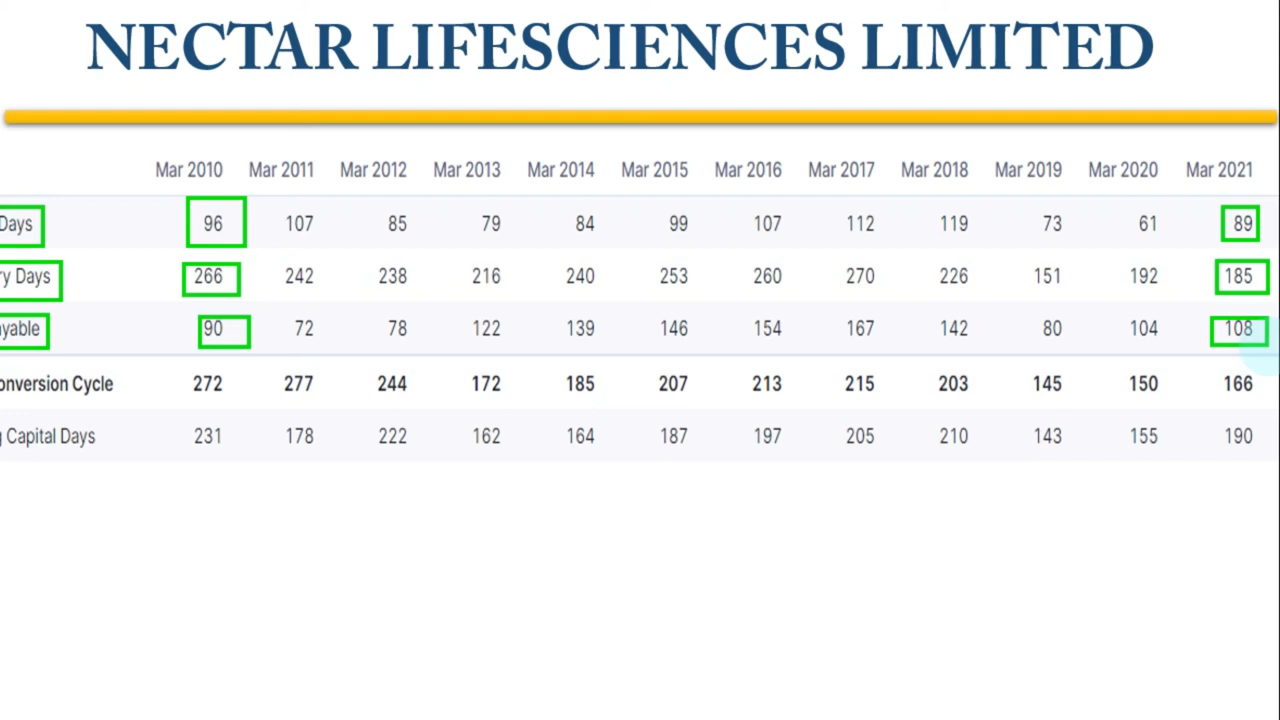 NECTAR LIFESCIENCES LIMITED
Mar 2010 Mar 2011 Mar 2012 Mar 2013 Mar 2014 Mar 2015 Mar 2016 Mar 2017 Mar 2018 Mar 2019 Mar 2020 Mar 2021
Days 96 107 85 79 84 99 107 112 119 73 61 89
ry Days 266 242 238 216 240 253 260 270 226 151 192 185
ayable 90 72 78 122 139 146 154 167 142 80 104 108
onversion Cycle 272 277 244 172 185 207 213 215 203 145 150 166
g Capital Days 231 178 222 162 164 187 197 205 210 143 155 190